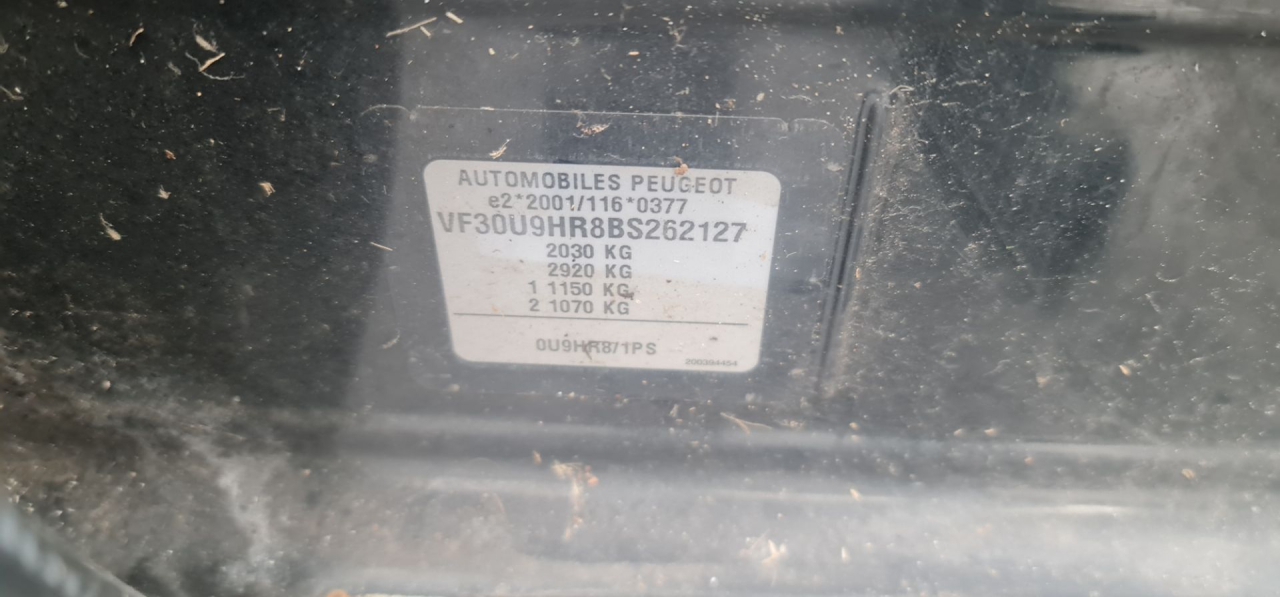 AUTOMOBILES PEUGEOT
e2*2001/116*0377
VF30U9HR8BS262127
2030 KG
2920 KG
1 1150 KG
2 1070 KG
0U9HR8/1PS
200304454